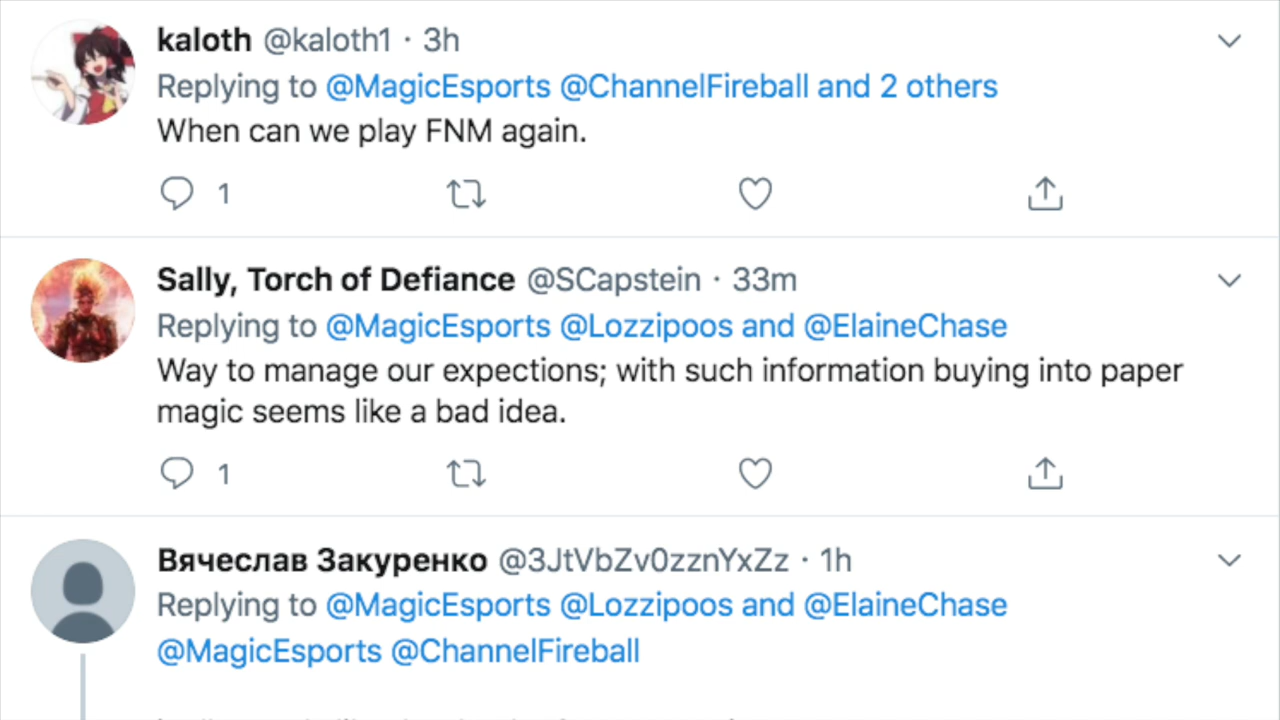 kaloth @kaloth1 · 3h
Replying to @MagicEsports @ChannelFireball and 2 others
When can we play FNM again.
1
Sally, Torch of Defiance @SCapstein · 33m
Replying to @MagicEsports @Lozzipoos and @ElaineChase
Way to manage our expections; with such information buying into paper
magic seems like a bad idea.
1
Вячеслав Закуренко @3JtVbZv0zznYxZz · 1h
Replying to @MagicEsports @Lozzipoos and @ElaineChase
@MagicEsports @ChannelFireball